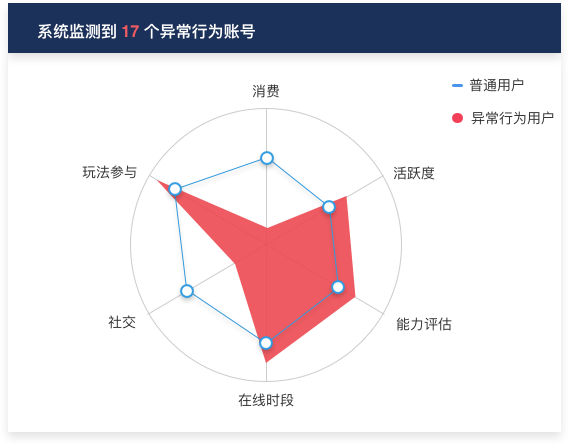 系统监测到 17 个异常行为账号
普通用户
异常行为用户
消费
活跃度
玩法参与
能力评估
社交
在线时段